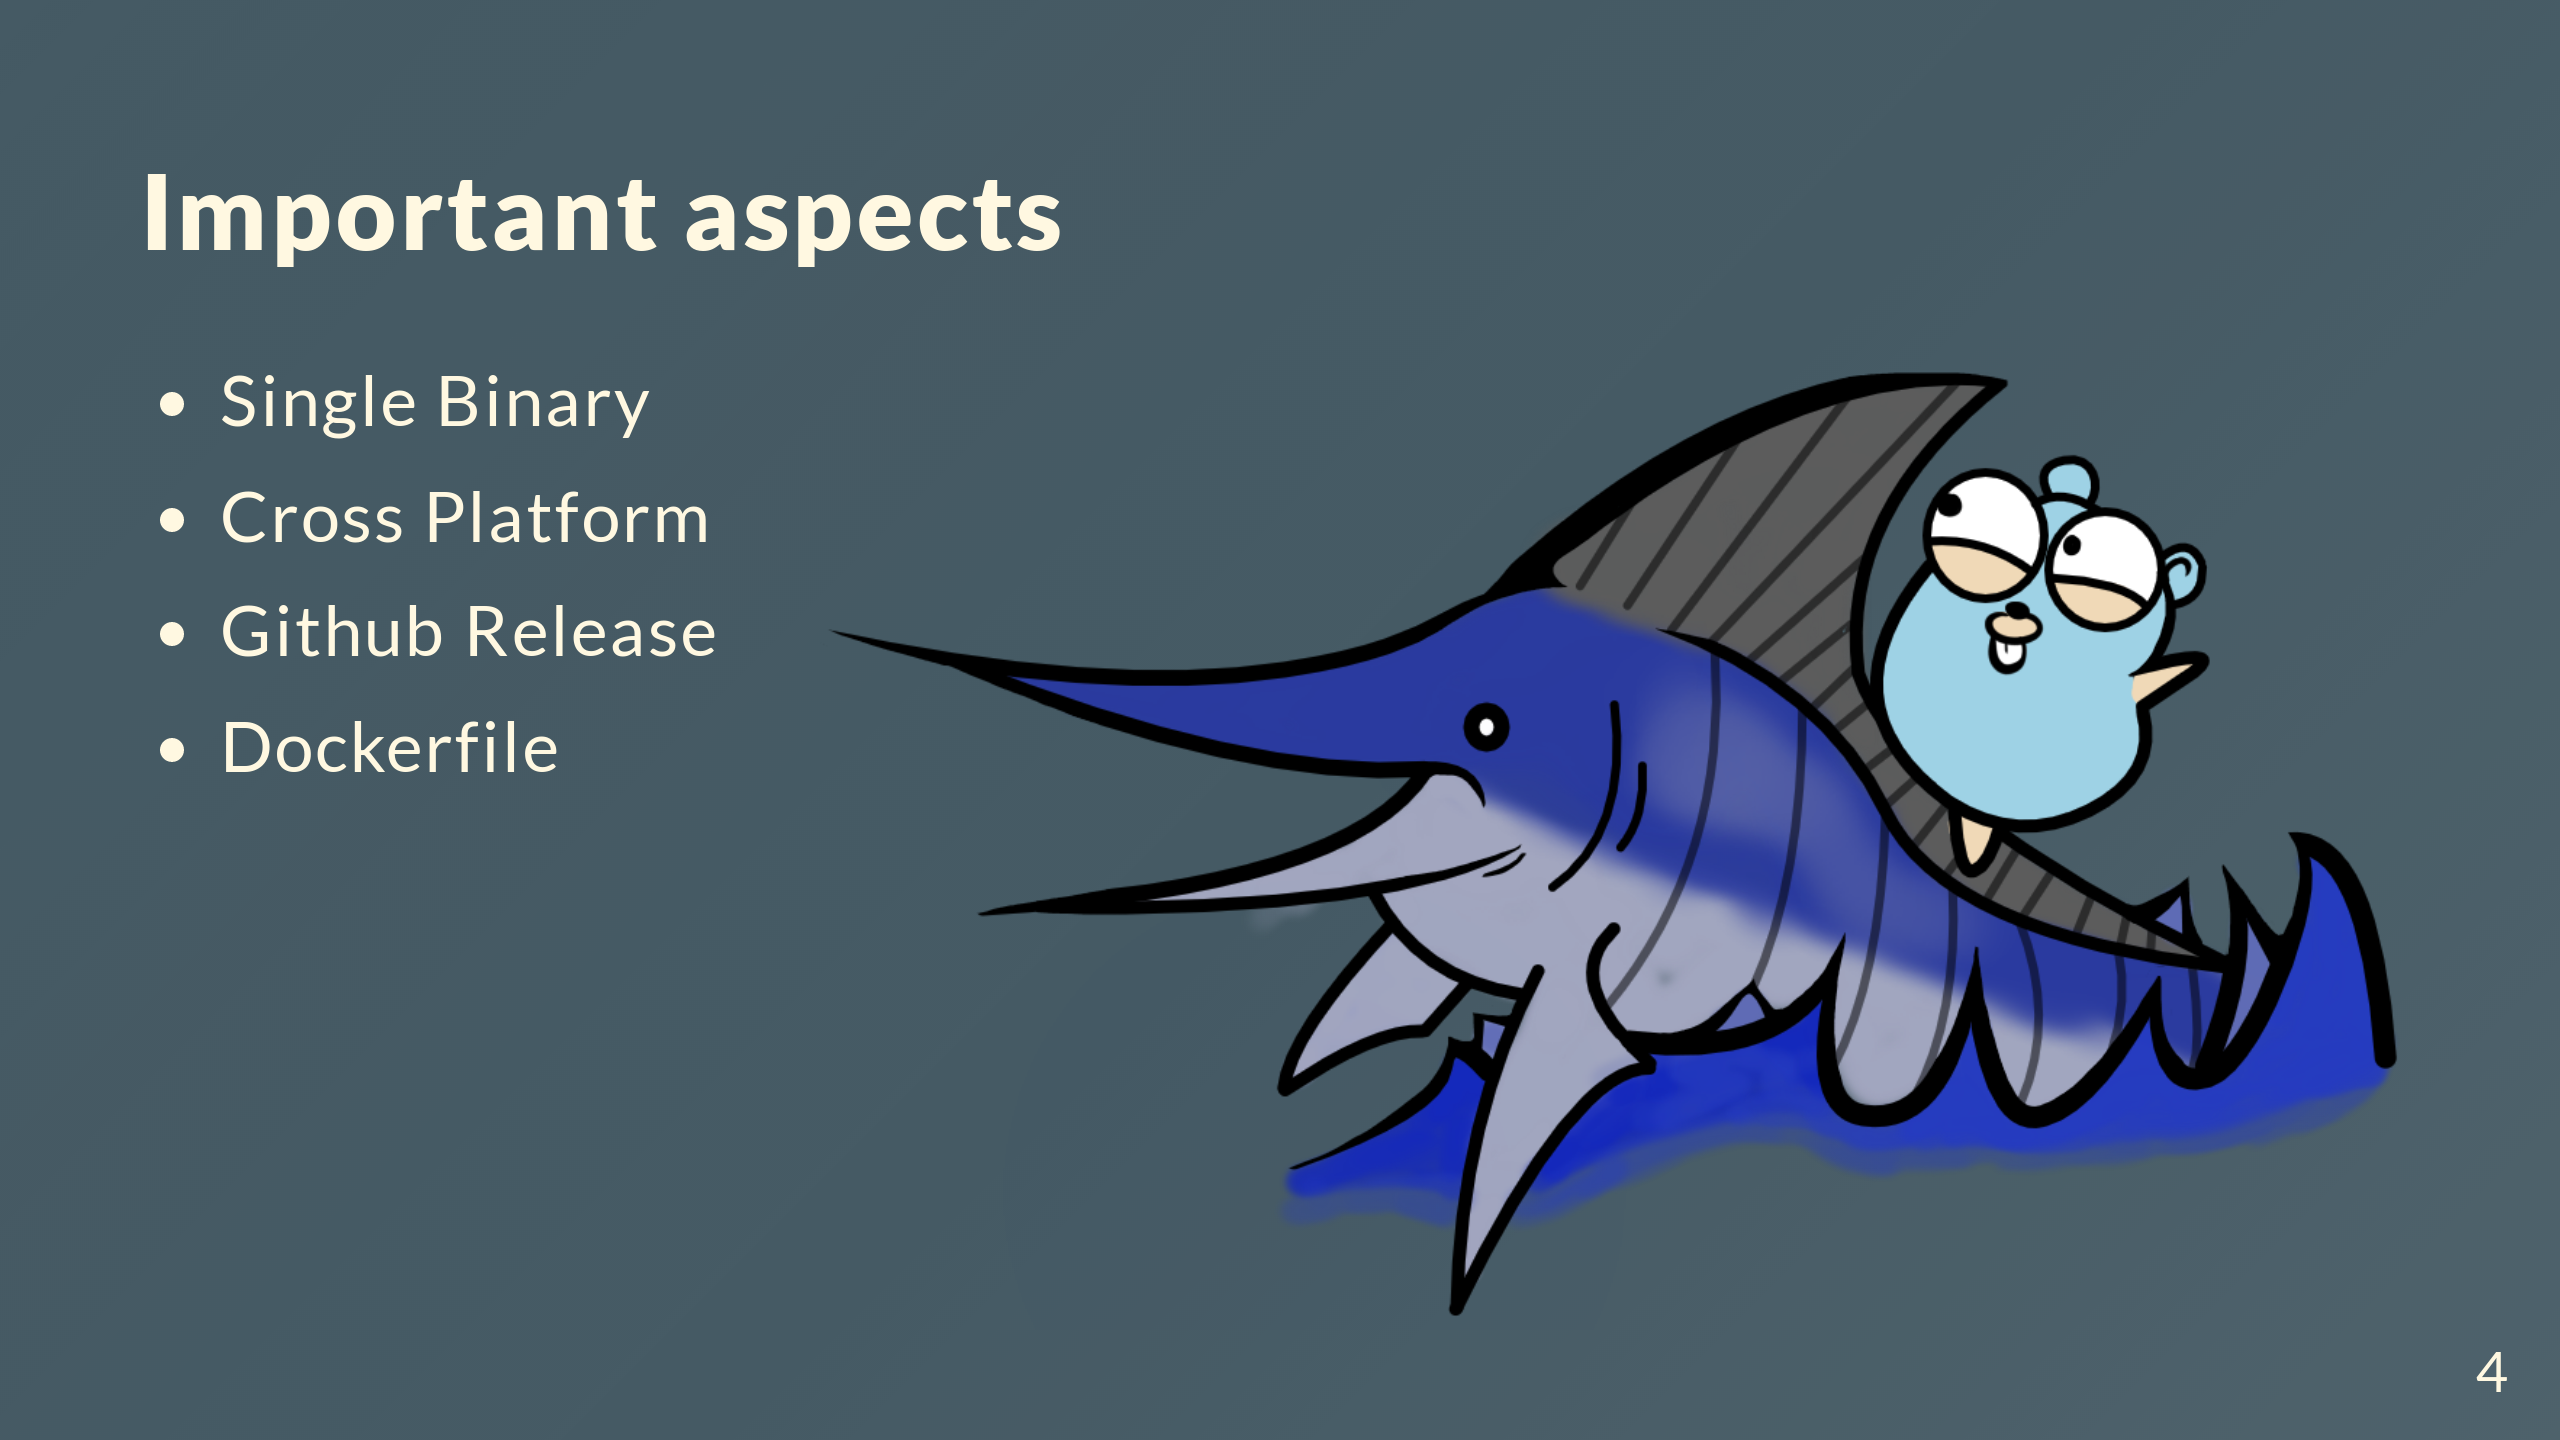 Important aspects
Single Binary
Cross Platform
Github Release
Dockerfile
4